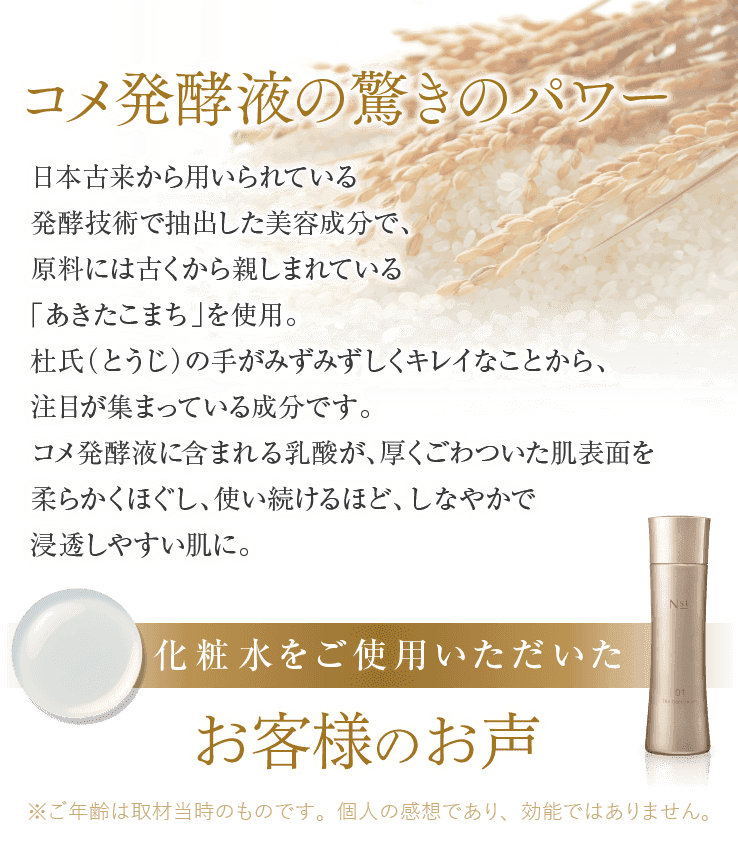 コメ発酵液の驚きのパワー
日本古来から用いられている
発酵技術で抽出した美容成分で、
原料には古くから親しまれている
「あきたこまち」を使用。
杜氏（とうじ）の手がみずみずしくキレイなことから、
注目が集まっている成分です。
コメ発酵液に含まれる乳酸が、厚くごわついた肌表面を
柔らかくほぐし、使い続けるほど、しなやかで
浸透しやすい肌に。
化粧水をご使用いただいた
01
お客様のお声
※ご年齢は取材当時のものです。個人の感想であり、効能ではありません。